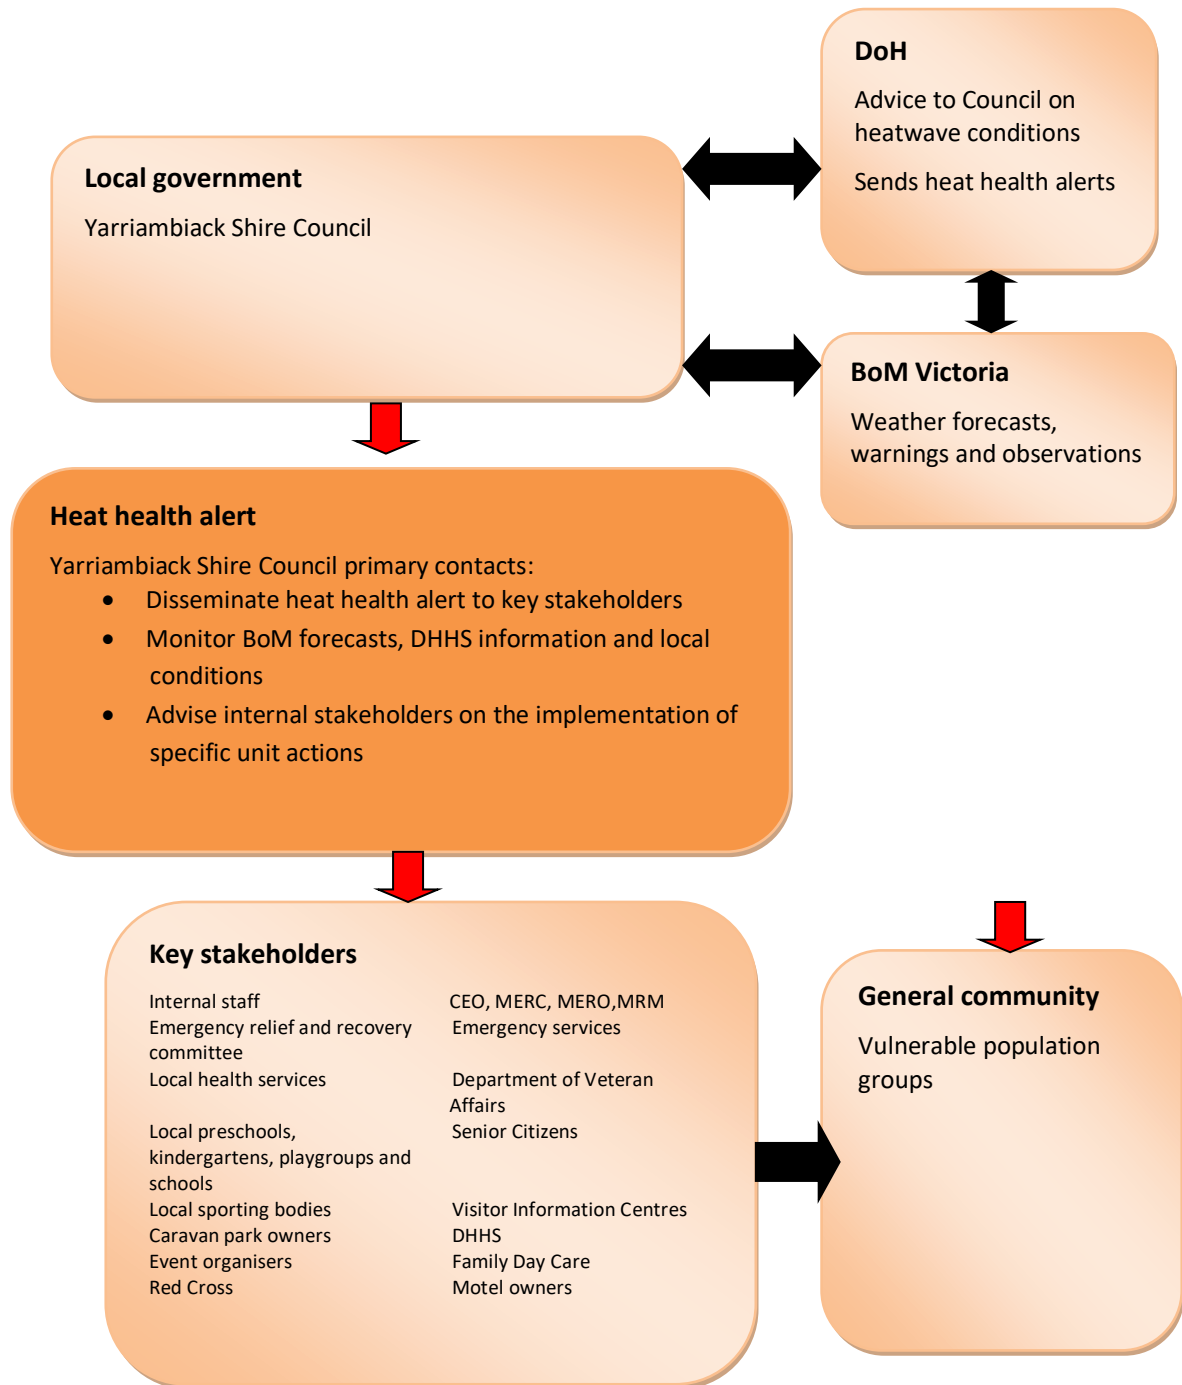 DoH
Advice to Council on
heatwave conditions
Sends heat health alerts
Local government
Yarriambiack Shire Council
BoM Victoria
Weather forecasts,
warnings and observations
Heat health alert
Yarriambiack Shire Council primary contacts:
• Disseminate heat health alert to key stakeholders
• Monitor BoM forecasts, DHHS information and local
conditions
• Advise internal stakeholders on the implementation of
specific unit actions
Key stakeholders
Internal staff
CEO, MERC, MERO,MRM
Emergency relief and recovery
committee
Emergency services
Local health services
Department of Veteran
Affairs
Local preschools,
kindergartens, playgroups and
schools
Senior Citizens
Local sporting bodies
Visitor Information Centres
Caravan park owners
DHHS
Event organisers
Family Day Care
Red Cross
Motel owners
General community
Vulnerable population
groups